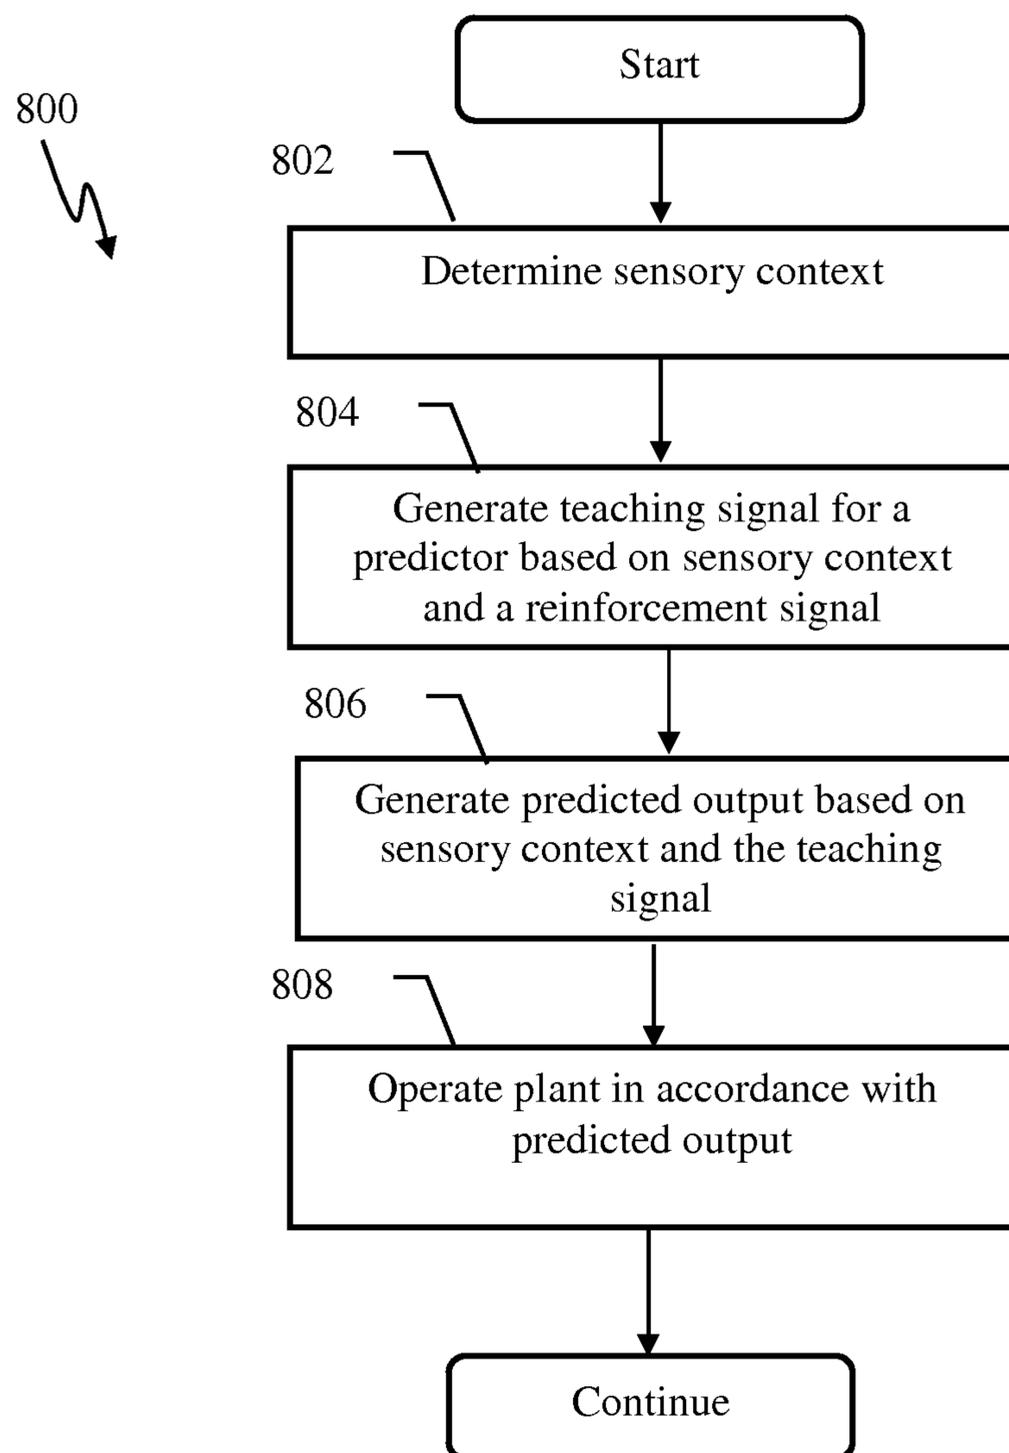 Start
800
802
Determine sensory context
804
Generate teaching signal for a
predictor based on sensory context
and a reinforcement signal
806
Generate predicted output based on
sensory context and the teaching
signal
808
Operate plant in accordance with
predicted output
Continue